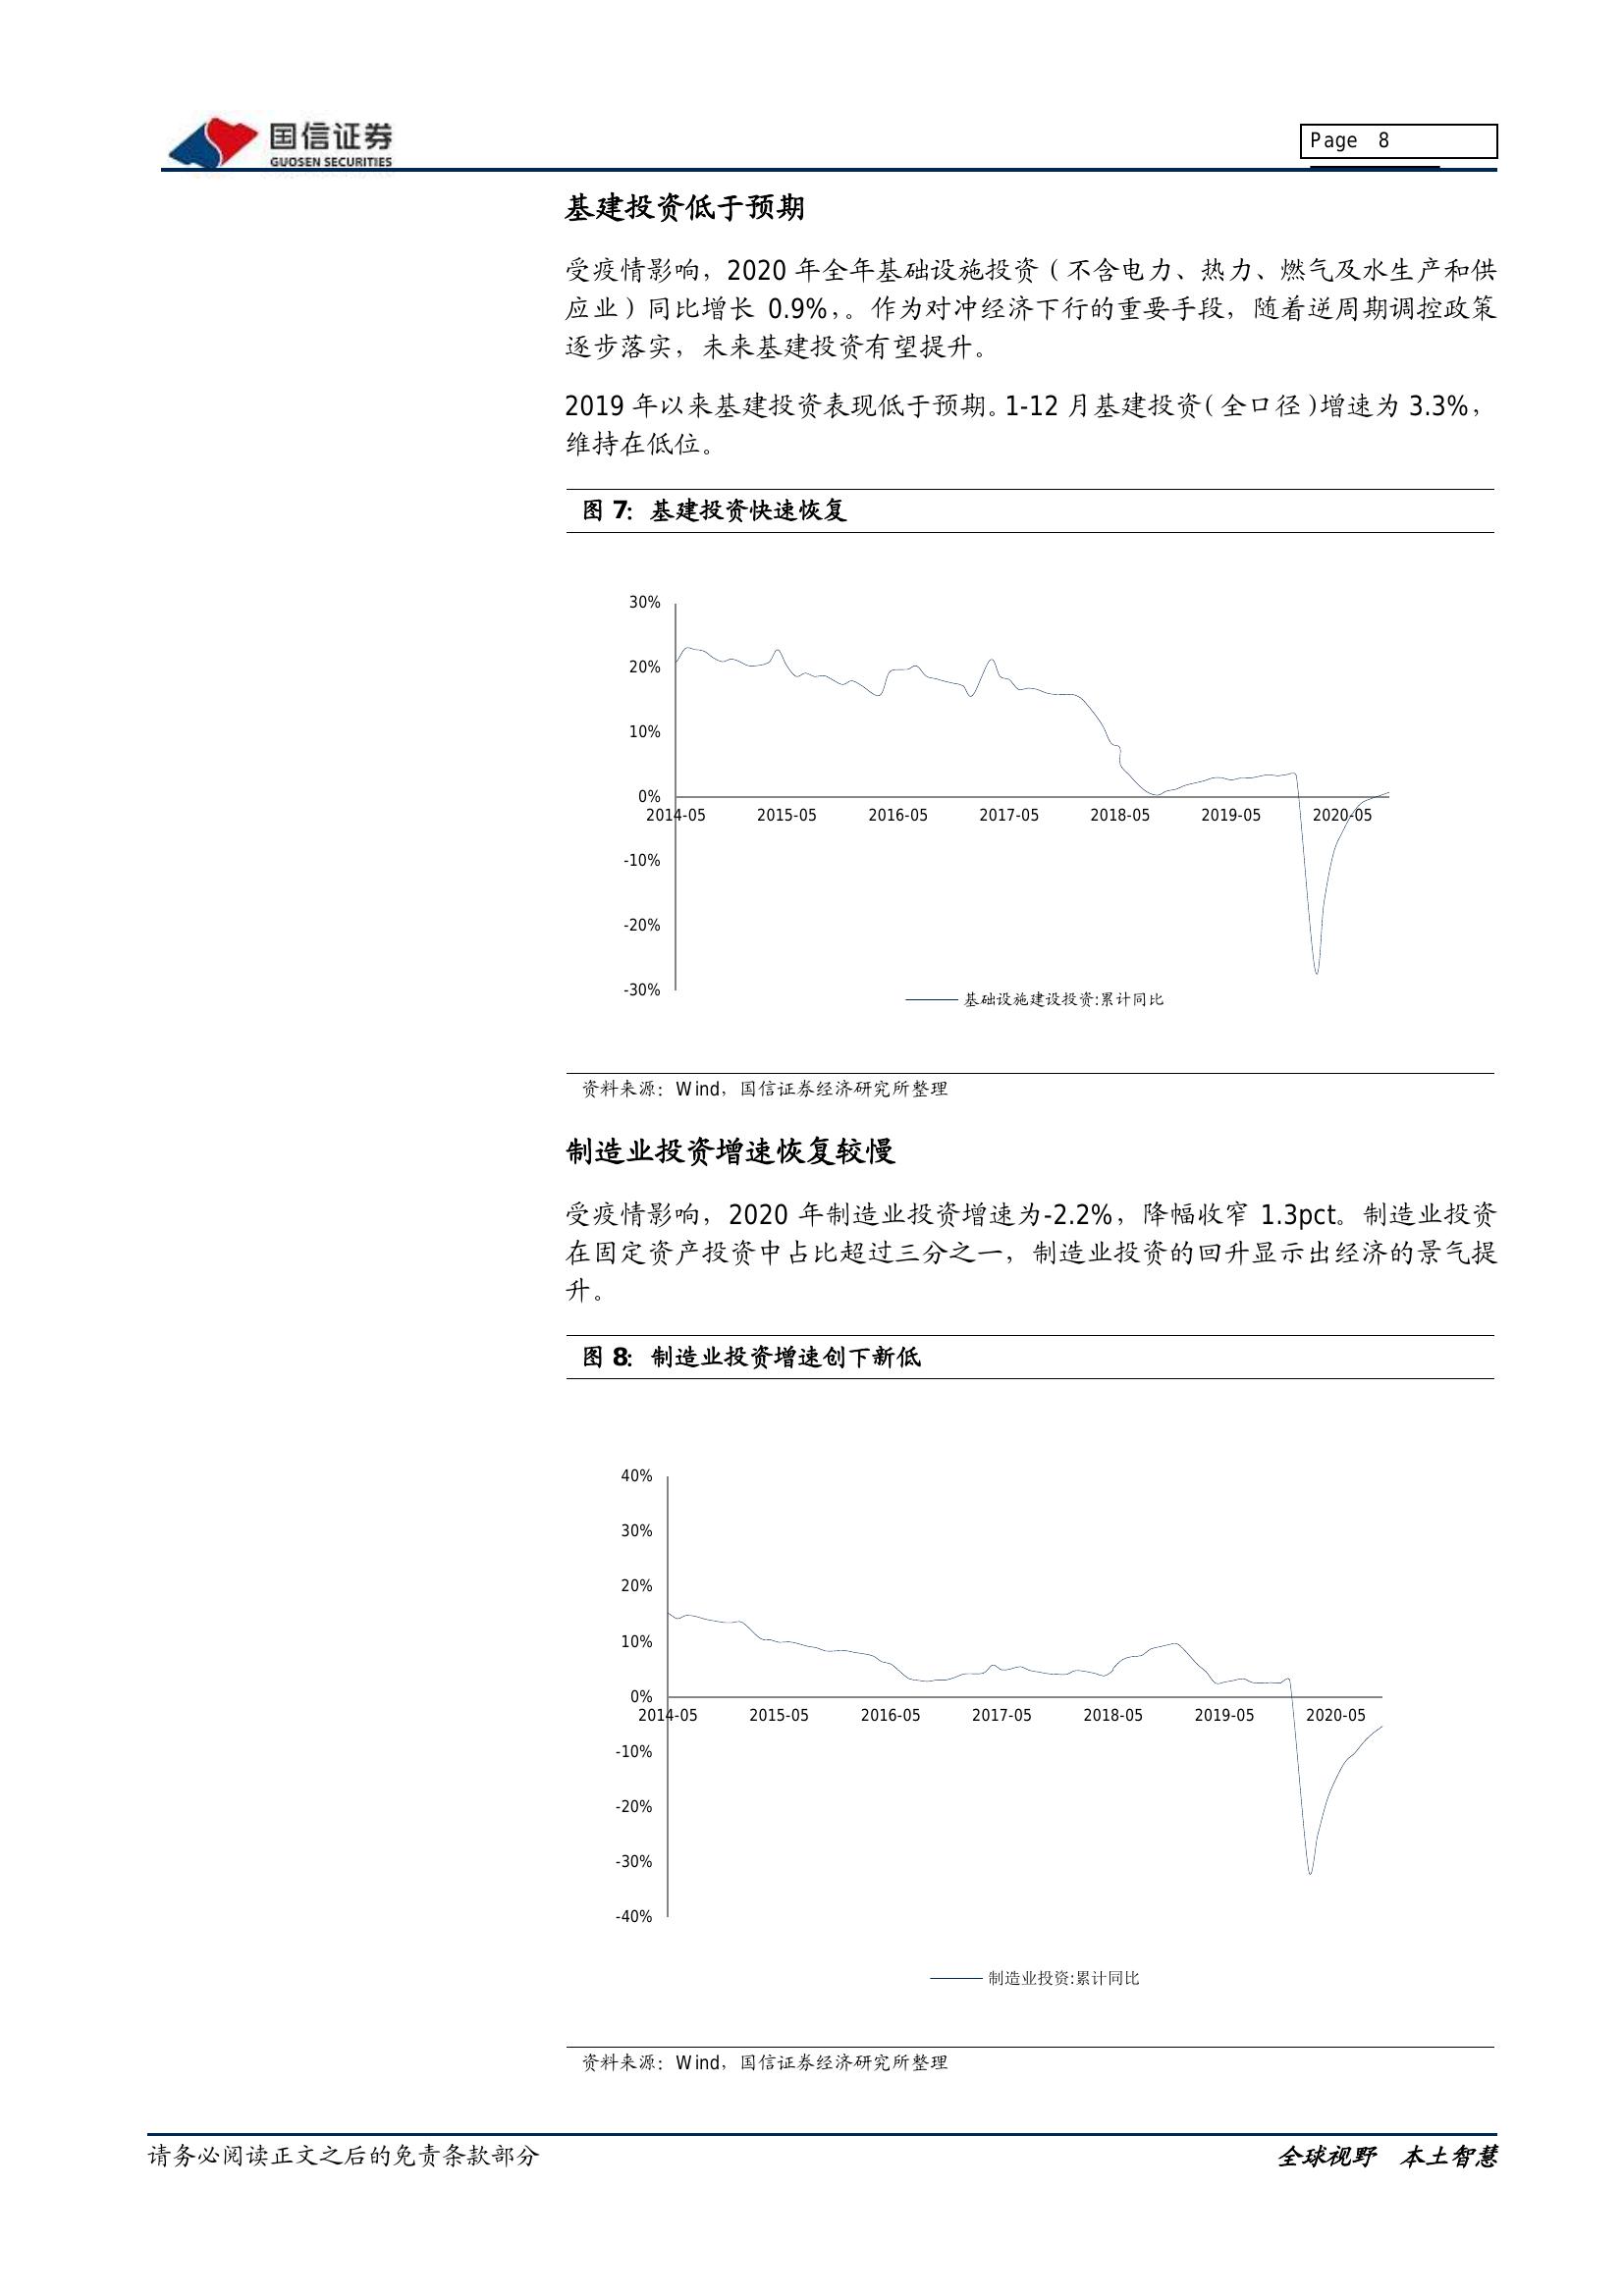 国信证券
GUOSEN SECURITIES
Page 8
基建投资低于预期
受疫情影响，2020 年全年基础设施投资（不含电力、热力、燃气及水生产和供
应业）同比增长 0.9%，。作为对冲经济下行的重要手段，随着逆周期调控政策
逐步落实，未来基建投资有望提升。
2019 年以来基建投资表现低于预期。1-12 月基建投资（全口径）增速为 3.3%，
维持在低位。
图 7：基建投资快速恢复
30%
20%
10%
0%
2014-05 2015-05 2016-05 2017-05 2018-05 2019-05 2020-05
-10%
-20%
-30%
基础设施建设投资:累计同比
资料来源：Wind，国信证券经济研究所整理
制造业投资增速恢复较慢
受疫情影响，2020 年制造业投资增速为-2.2%，降幅收窄 1.3pct。制造业投资
在固定资产投资中占比超过三分之一，制造业投资的回升显示出经济的景气提
升。
图 8：制造业投资增速创下新低
40%
30%
20%
10%
0%
2014-05 2015-05 2016-05 2017-05 2018-05 2019-05 2020-05
-10%
-20%
-30%
-40%
制造业投资:累计同比
资料来源：Wind，国信证券经济研究所整理
请务必阅读正文之后的免责条款部分
全球视野 本土智慧